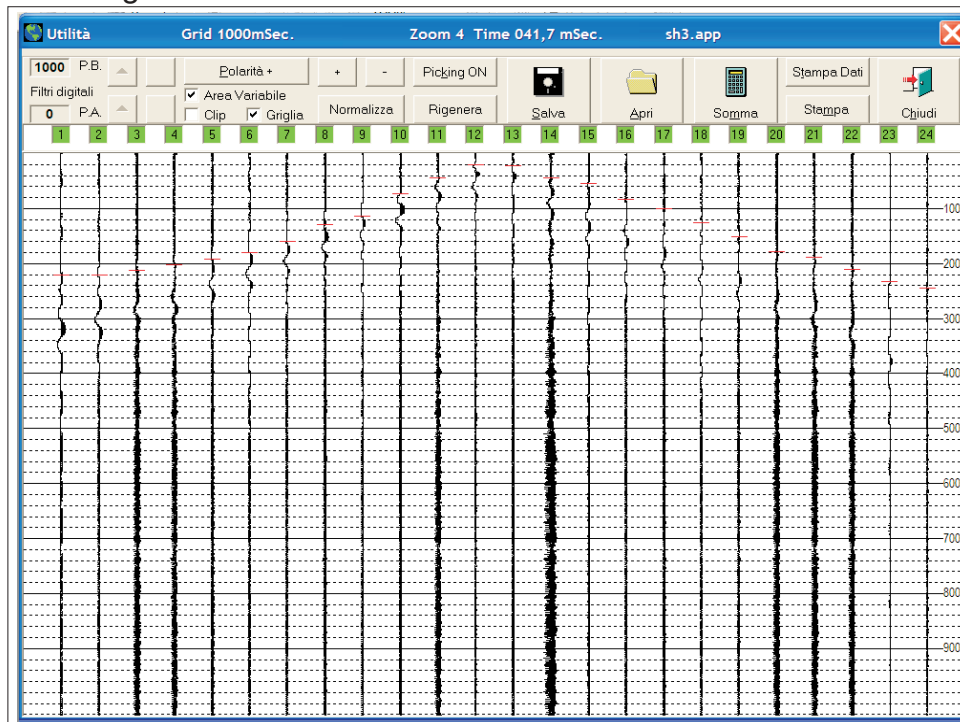 Utilità Grid 1000mSec. Zoom 4 Time 041,7 mSec. sh3.app
1000 P.B. Polarità + + - Picking ON Stampa Dati
Filtri digitali Area Variabile
0 P.A. Clip Griglia Normalizza Rigenera Salva Apri Somma Stampa Chiudi
1 2 3 4 5 6 7 8 9 10 11 12 13 14 15 16 17 18 19 20 21 22 23 24
100
200
300
400
500
600
700
800
900